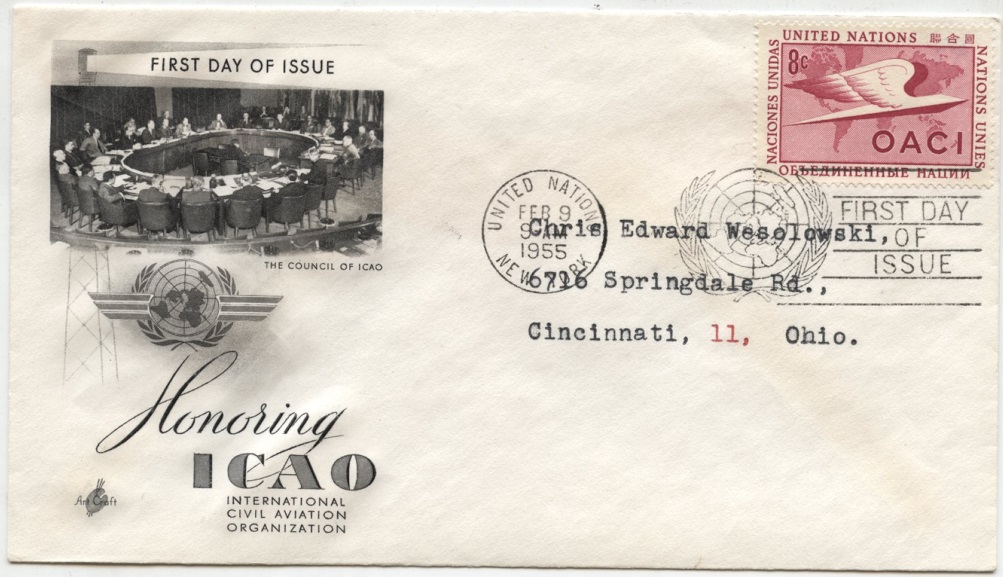 FIRST DAY OF ISSUE
THE COUNCIL OF ICAO
Honoring
ICAO
INTERNATIONAL
CIVIL AVIATION
ORGANIZATION
Art Craft
UNITED NATIONS 聯合國
NACIONES UNIDAS
8c
NATIONS UNIES
OACI
ОБЪЕДИНЕННЫЕ НАЦИИ
UNITED NATIONS
FEB 9
1955
NEW YORK
FIRST DAY
OF
ISSUE
Chris Edward Wesolowski,
6716 Springdale Rd.,
Cincinnati, 11, Ohio.